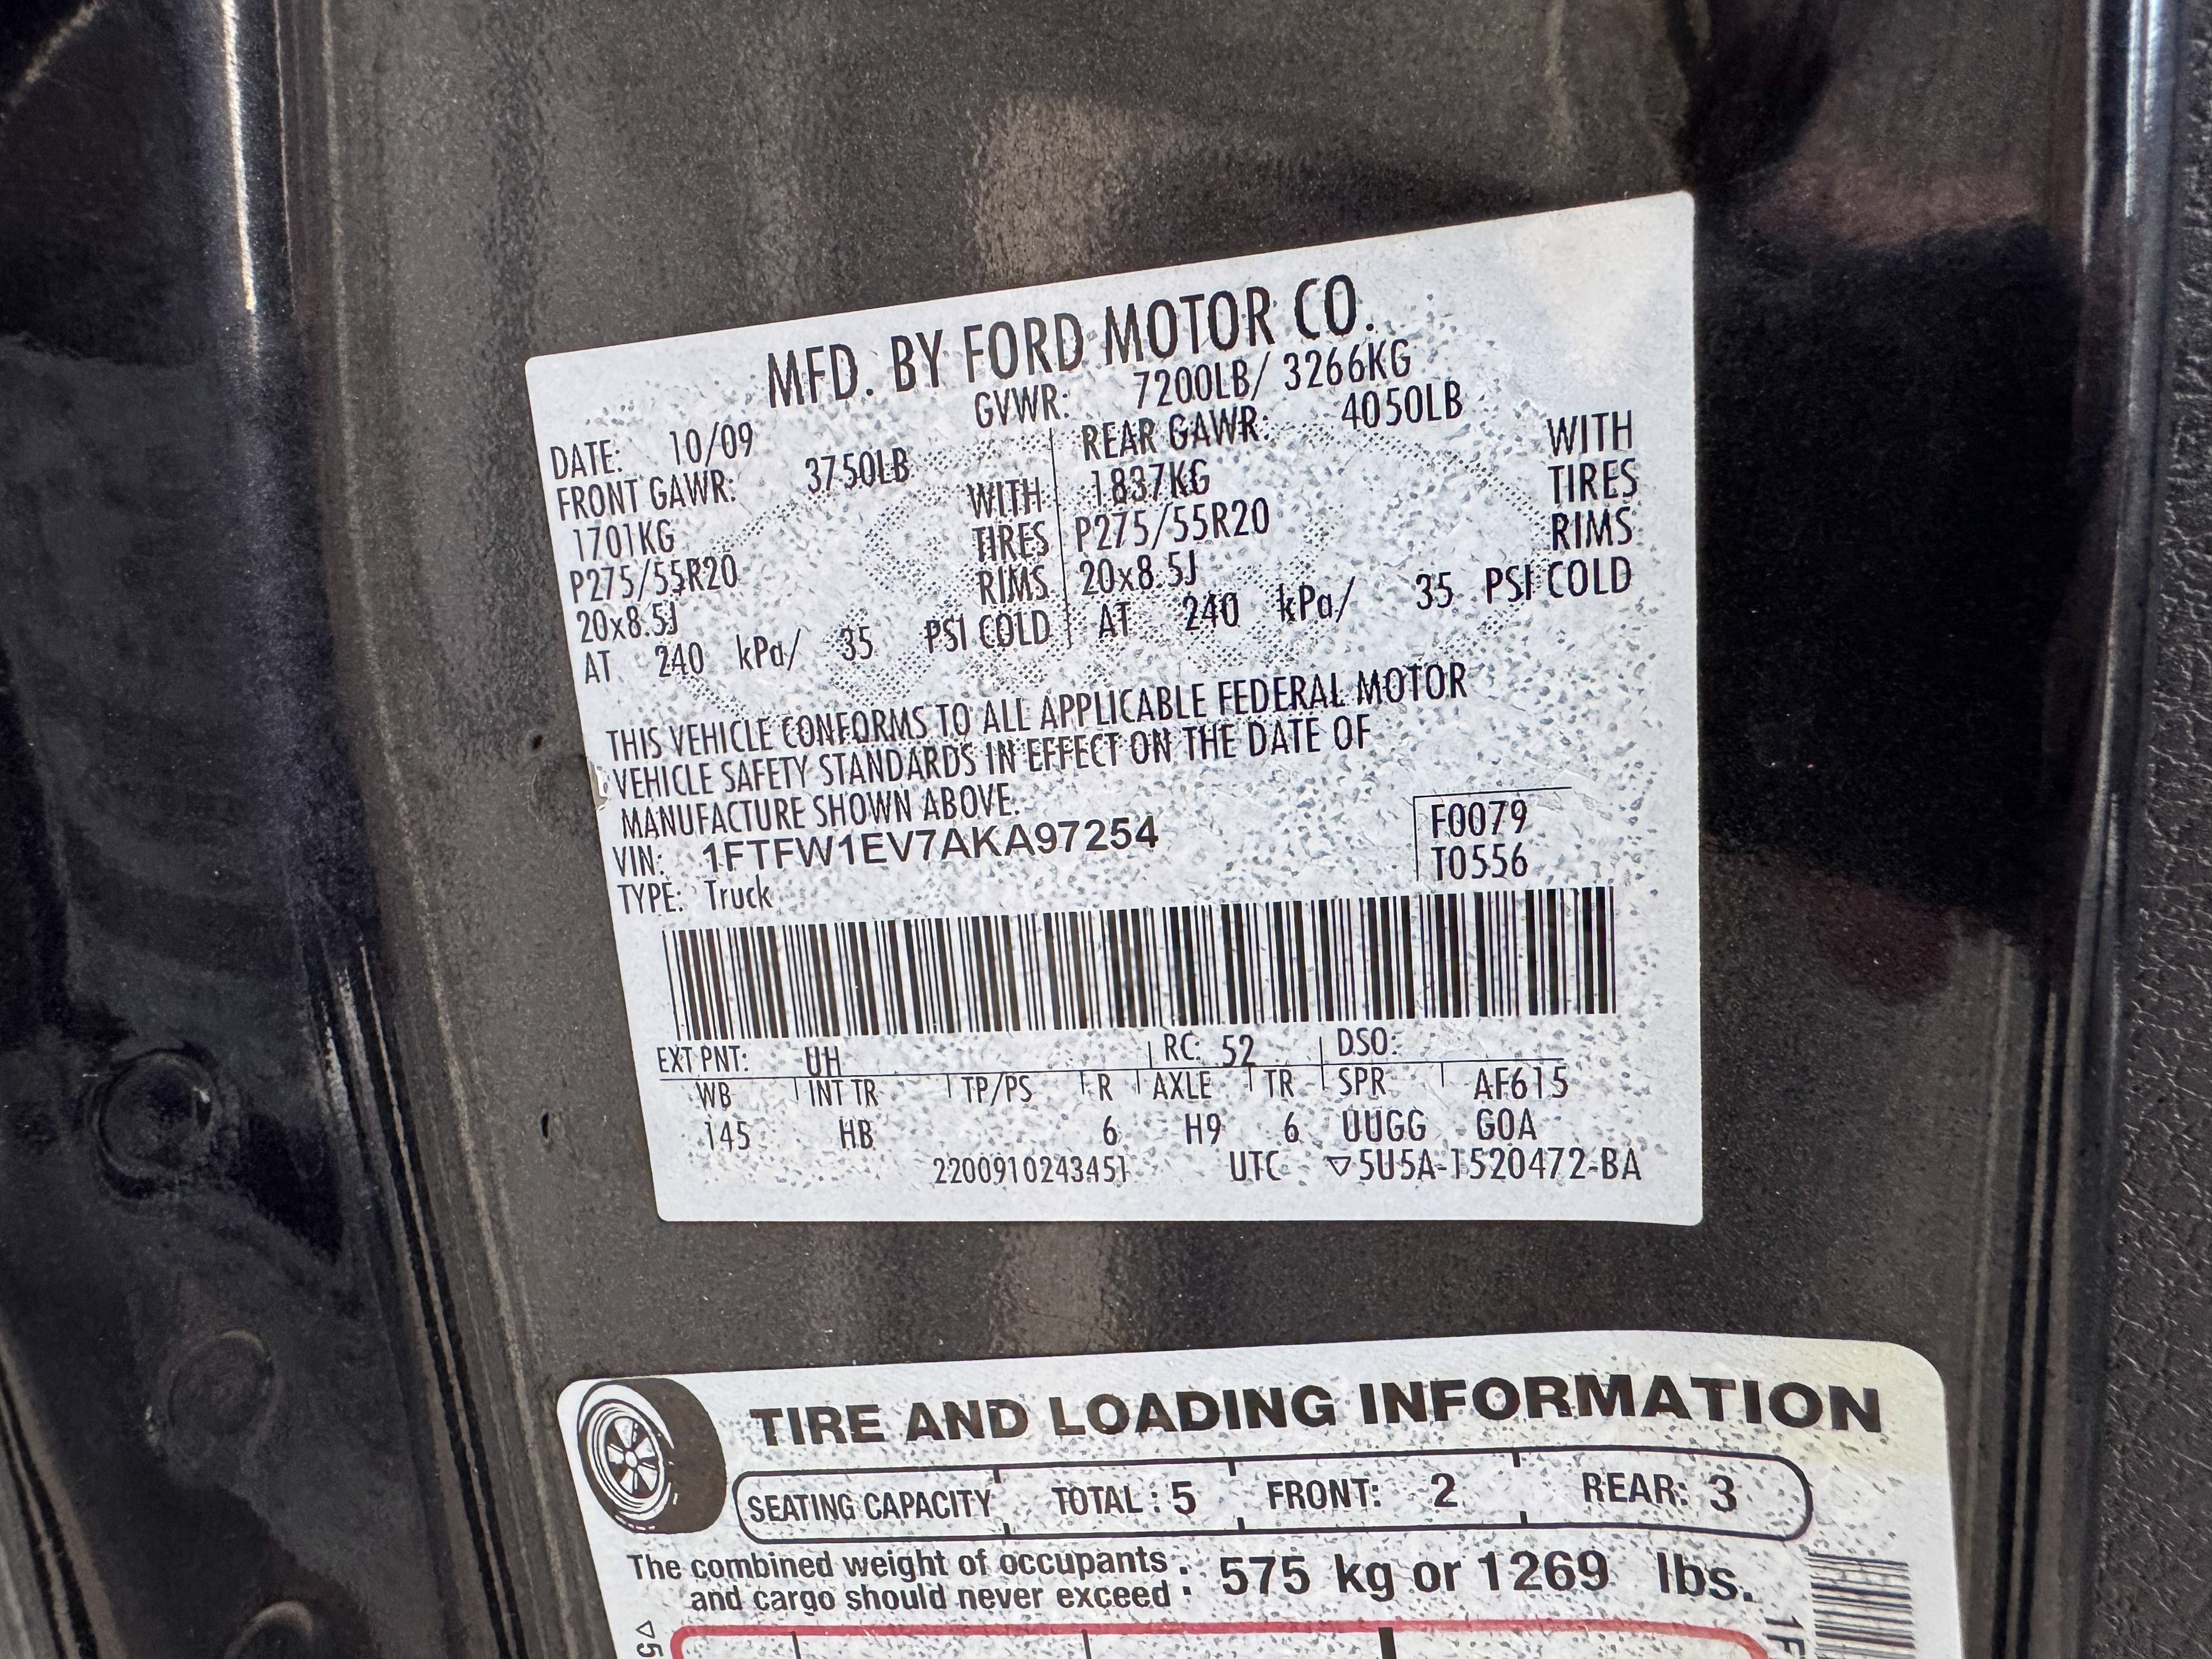 MFD. BY FORD MOTOR CO.
DATE: 10/09 GVWR: 7200LB/ 3266KG
FRONT GAWR: 3750LB REAR GAWR: 4050LB
1701KG WITH 1837KG WITH
P275/55R20 TIRES P275/55R20 TIRES
20x8.5J RIMS 20x8.5J RIMS
AT 240 kPa/ 35 PSI COLD AT 240 kPa/ 35 PSI COLD
THIS VEHICLE CONFORMS TO ALL APPLICABLE FEDERAL MOTOR
VEHICLE SAFETY STANDARDS IN EFFECT ON THE DATE OF
MANUFACTURE SHOWN ABOVE.
VIN: 1FTFW1EV7AKA97254 F0079
TYPE: Truck T0556
EXT PNT: UH RC: 52 DSO:
WB INT TR TP/PS R AXLE TR SPR AF615
145 HB 6 H9 6 UUGG GOA
2200910243451 UTC ▽5U5A-1520472-BA
TIRE AND LOADING INFORMATION
SEATING CAPACITY TOTAL : 5 FRONT: 2 REAR: 3
The combined weight of occupants
and cargo should never exceed : 575 kg or 1269 lbs.
▽5
1F